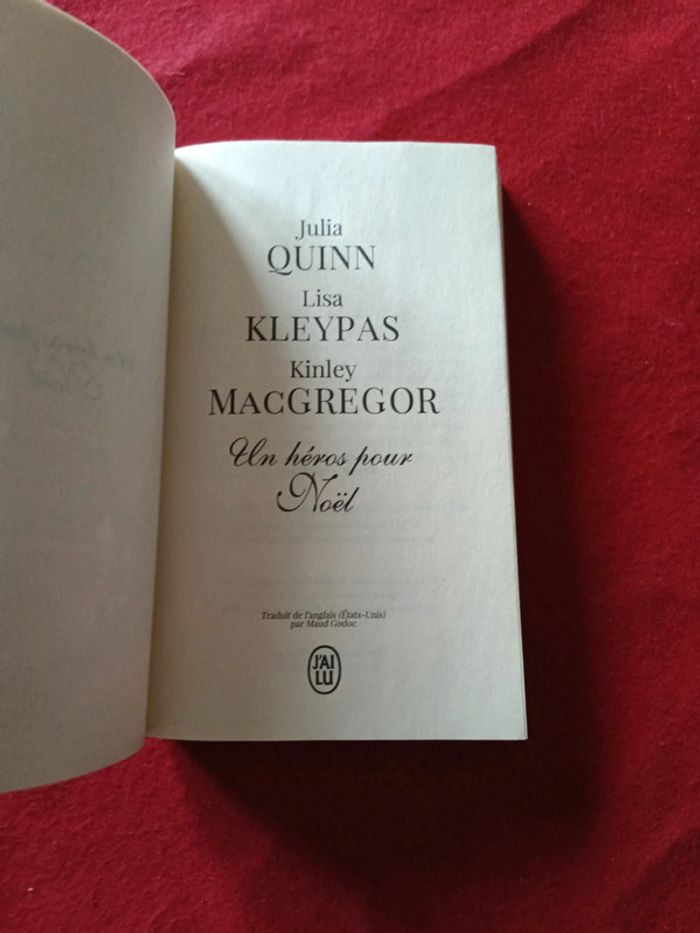 Julia
QUINN
Lisa
KLEYPAS
Kinley
MACGREGOR
Un héros pour
Noël
Traduit de l'anglais (États-Unis)
par Maud Godoc
J'AI
LU